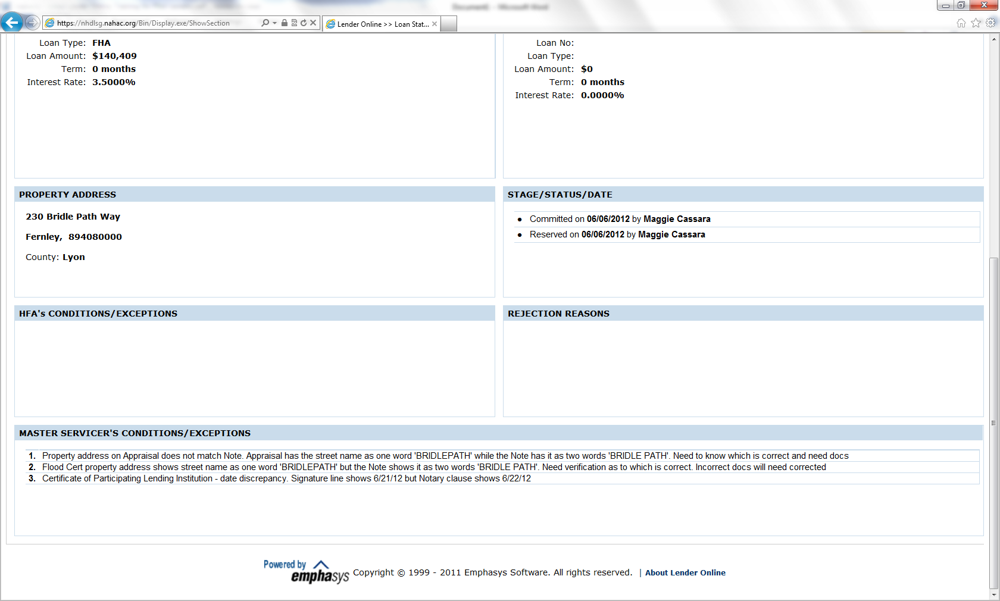 Document1 - Microsoft Word
https://nhdlsg.nahac.org/Bin/Display.exe/ShowSection
Lender Online >> Loan Stat...
Loan Type: FHA
Loan Amount: $140,409
Term: 0 months
Interest Rate: 3.5000%
Loan No:
Loan Type:
Loan Amount: $0
Term: 0 months
Interest Rate: 0.0000%
PROPERTY ADDRESS
230 Bridle Path Way
Fernley, 894080000
County: Lyon
STAGE/STATUS/DATE
● Committed on 06/06/2012 by Maggie Cassara
● Reserved on 06/06/2012 by Maggie Cassara
HFA's CONDITIONS/EXCEPTIONS
REJECTION REASONS
MASTER SERVICER'S CONDITIONS/EXCEPTIONS
1. Property address on Appraisal does not match Note. Appraisal has the street name as one word 'BRIDLEPATH' while the Note has it as two words 'BRIDLE PATH'. Need to know which is correct and need docs
2. Flood Cert property address shows street name as one word 'BRIDLEPATH' but the Note shows it as two words 'BRIDLE PATH'. Need verification as to which is correct. Incorrect docs will need corrected
3. Certificate of Participating Lending Institution - date discrepancy. Signature line shows 6/21/12 but Notary clause shows 6/22/12
Powered by
emphasys
Copyright © 1999 - 2011 Emphasys Software. All rights reserved. | About Lender Online